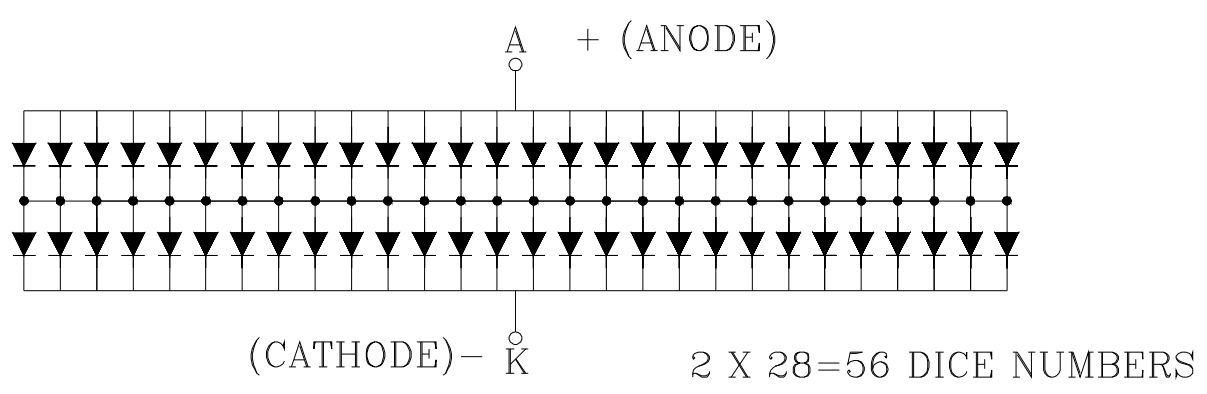 A + (ANODE)
(CATHODE)- K
2 X 28=56 DICE NUMBERS